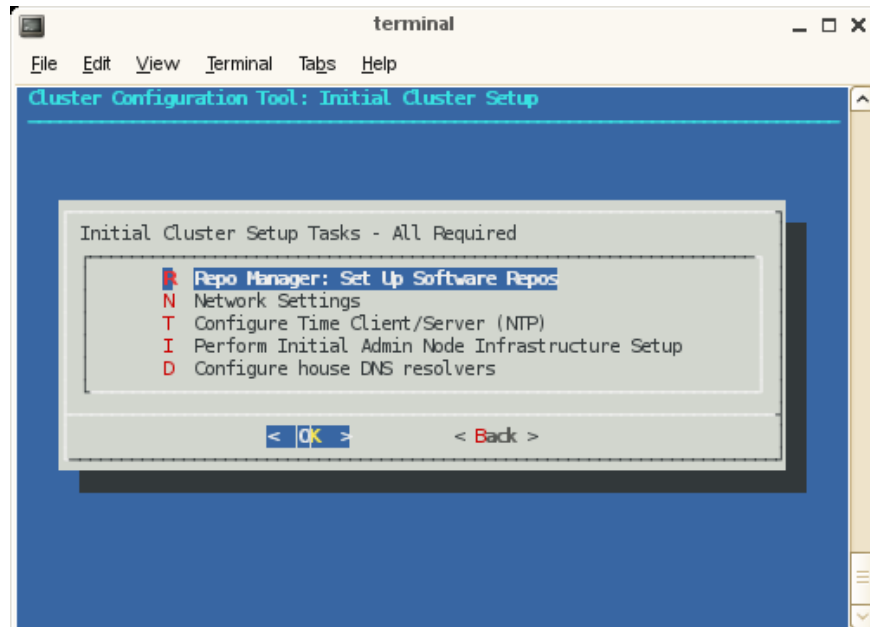 terminal
File Edit View Terminal Tabs Help
Cluster Configuration Tool: Initial Cluster Setup
Initial Cluster Setup Tasks - All Required
R Repo Manager: Set Up Software Repos
N Network Settings
T Configure Time Client/Server (NTP)
I Perform Initial Admin Node Infrastructure Setup
D Configure house DNS resolvers
< OK > < Back >